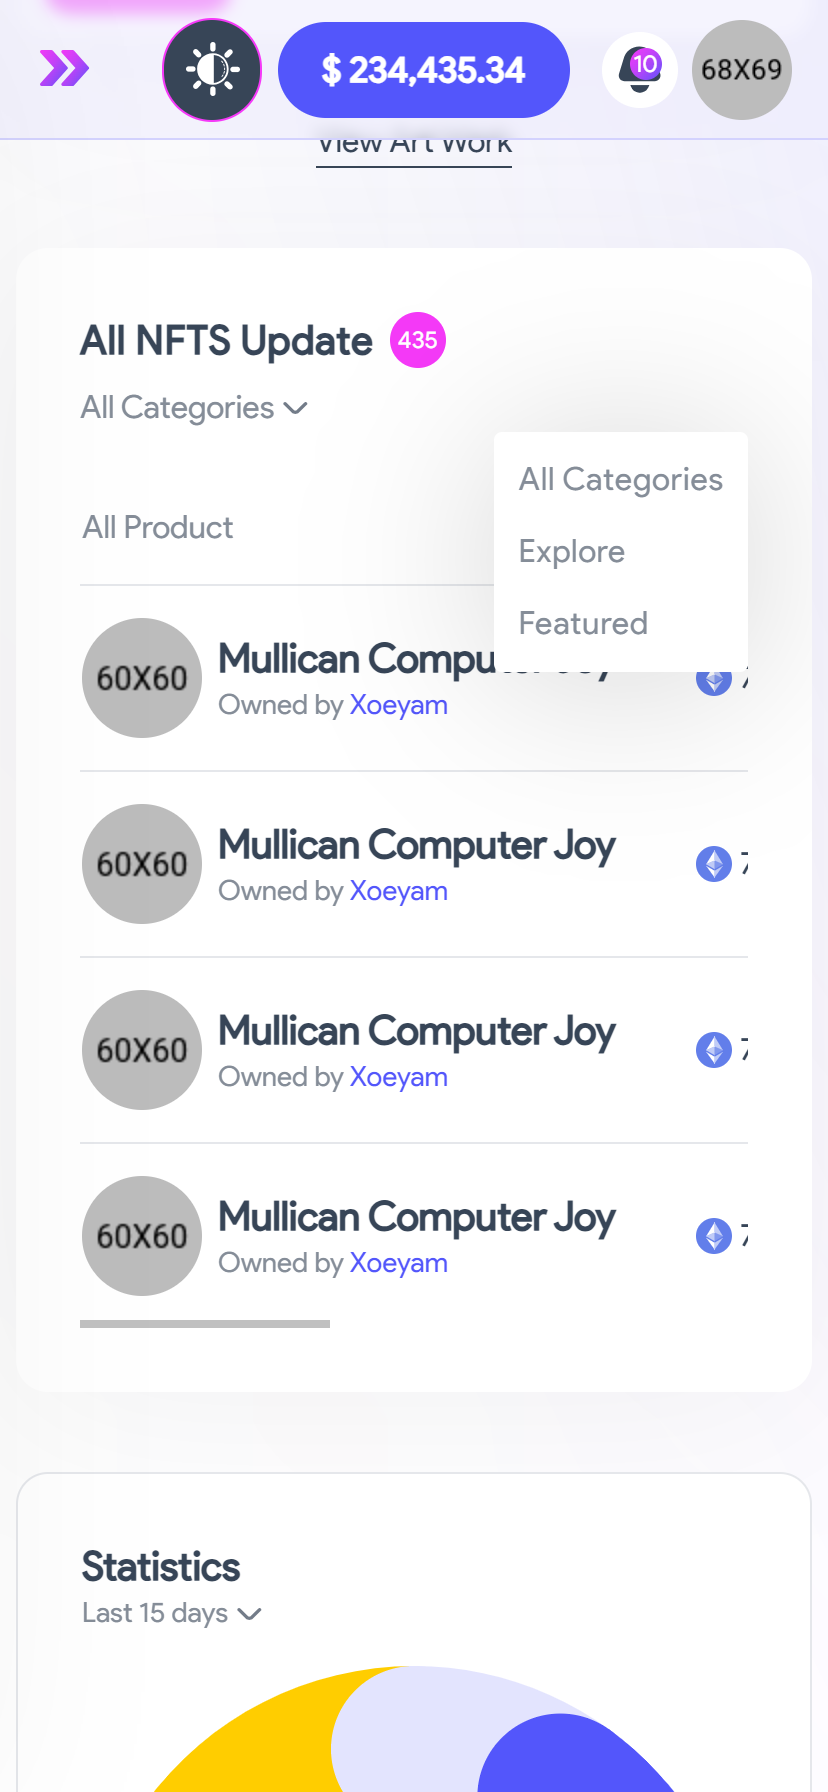 $ 234,435.34
10
68X69
View Art Work
All NFTS Update 435
All Categories
All Categories
Explore
Featured
All Product
60X60
Mullican Computer Joy
Owned by Xoeyam
60X60
Mullican Computer Joy
Owned by Xoeyam
60X60
Mullican Computer Joy
Owned by Xoeyam
60X60
Mullican Computer Joy
Owned by Xoeyam
Statistics
Last 15 days